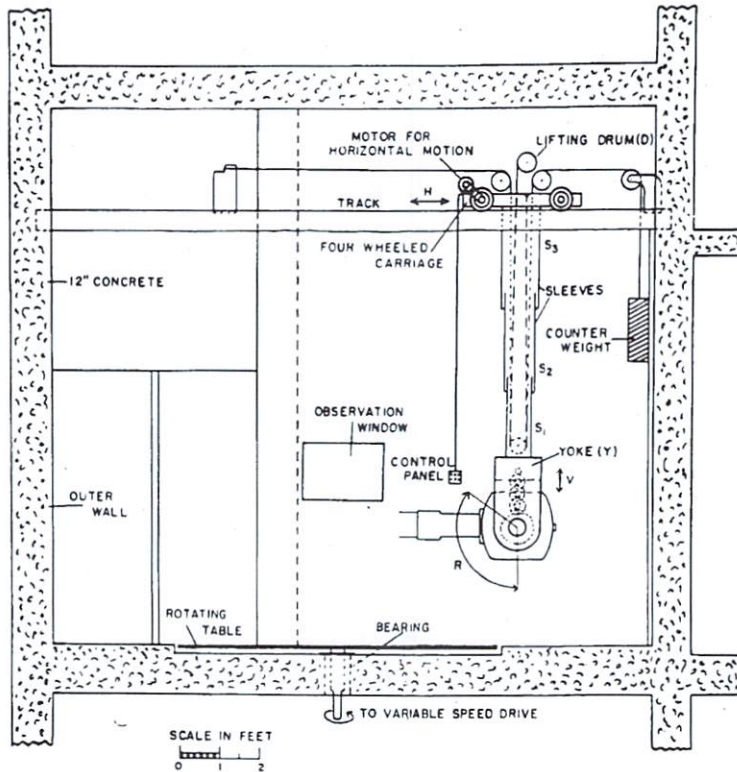 MOTOR FOR
HORIZONTAL MOTION
LIFTING DRUM(D)
H
TRACK
FOUR WHEELED
CARRIAGE
S3
SLEEVES
12" CONCRETE
COUNTER
WEIGHT
S2
OBSERVATION
WINDOW
S1
CONTROL
PANEL
YOKE (Y)
V
OUTER
WALL
R
ROTATING
TABLE
BEARING
TO VARIABLE SPEED DRIVE
SCALE IN FEET
0 1 2